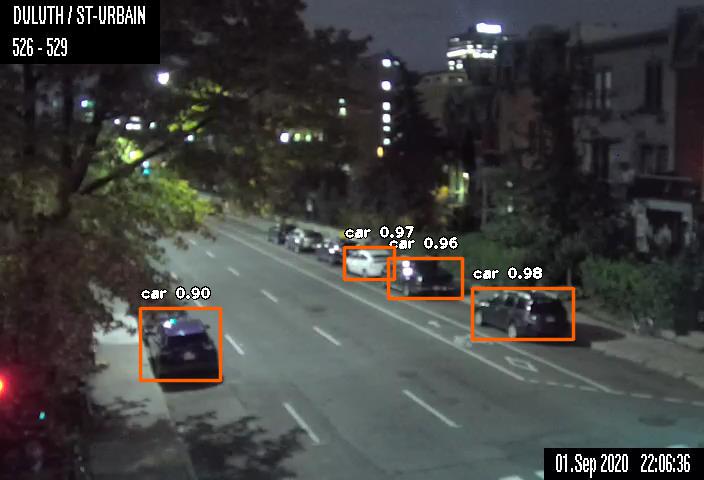 DULUTH / ST-URBAIN
526 - 529
car 0.97
car 0.96
car 0.98
car 0.90
01.Sep 2020 22:06:36